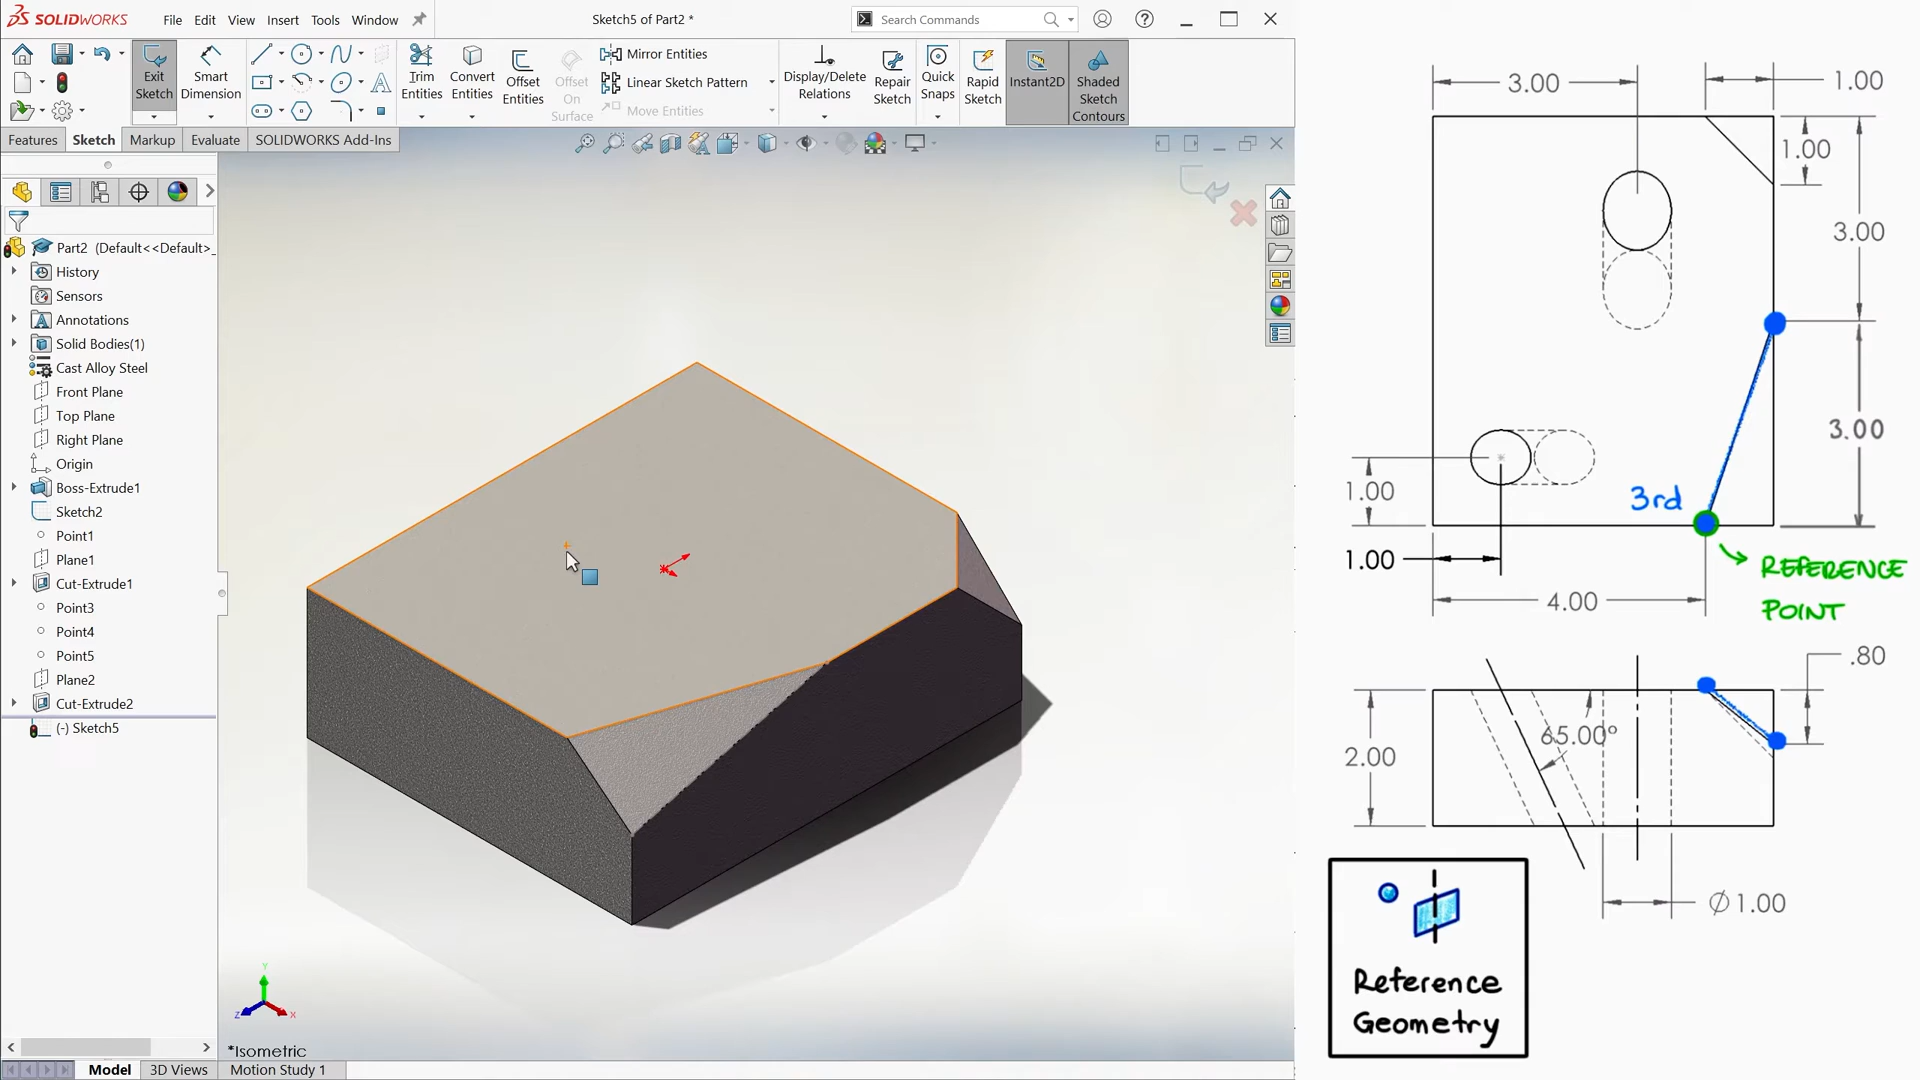 SOLIDWORKS
File Edit View Insert Tools Window
Sketch5 of Part2 *
Search Commands
Exit Sketch
Smart Dimension
Trim Entities
Convert Entities
Offset Entities
Offset On Surface
Mirror Entities
Linear Sketch Pattern
Move Entities
Display/Delete Relations
Repair Sketch
Quick Snaps
Rapid Sketch
Instant2D
Shaded Sketch Contours
Features Sketch Markup Evaluate SOLIDWORKS Add-Ins
Part2 (Default<<Default>_
History
Sensors
Annotations
Solid Bodies(1)
Cast Alloy Steel
Front Plane
Top Plane
Right Plane
Origin
Boss-Extrude1
Sketch2
Point1
Plane1
Cut-Extrude1
Point3
Point4
Point5
Plane2
Cut-Extrude2
(-) Sketch5
Y
Z
X
*Isometric
Model 3D Views Motion Study 1
3.00
1.00
1.00
3.00
3.00
1.00
3rd
1.00
4.00
REFERENCE
POINT
.80
65.00°
2.00
∅1.00
Reference
Geometry